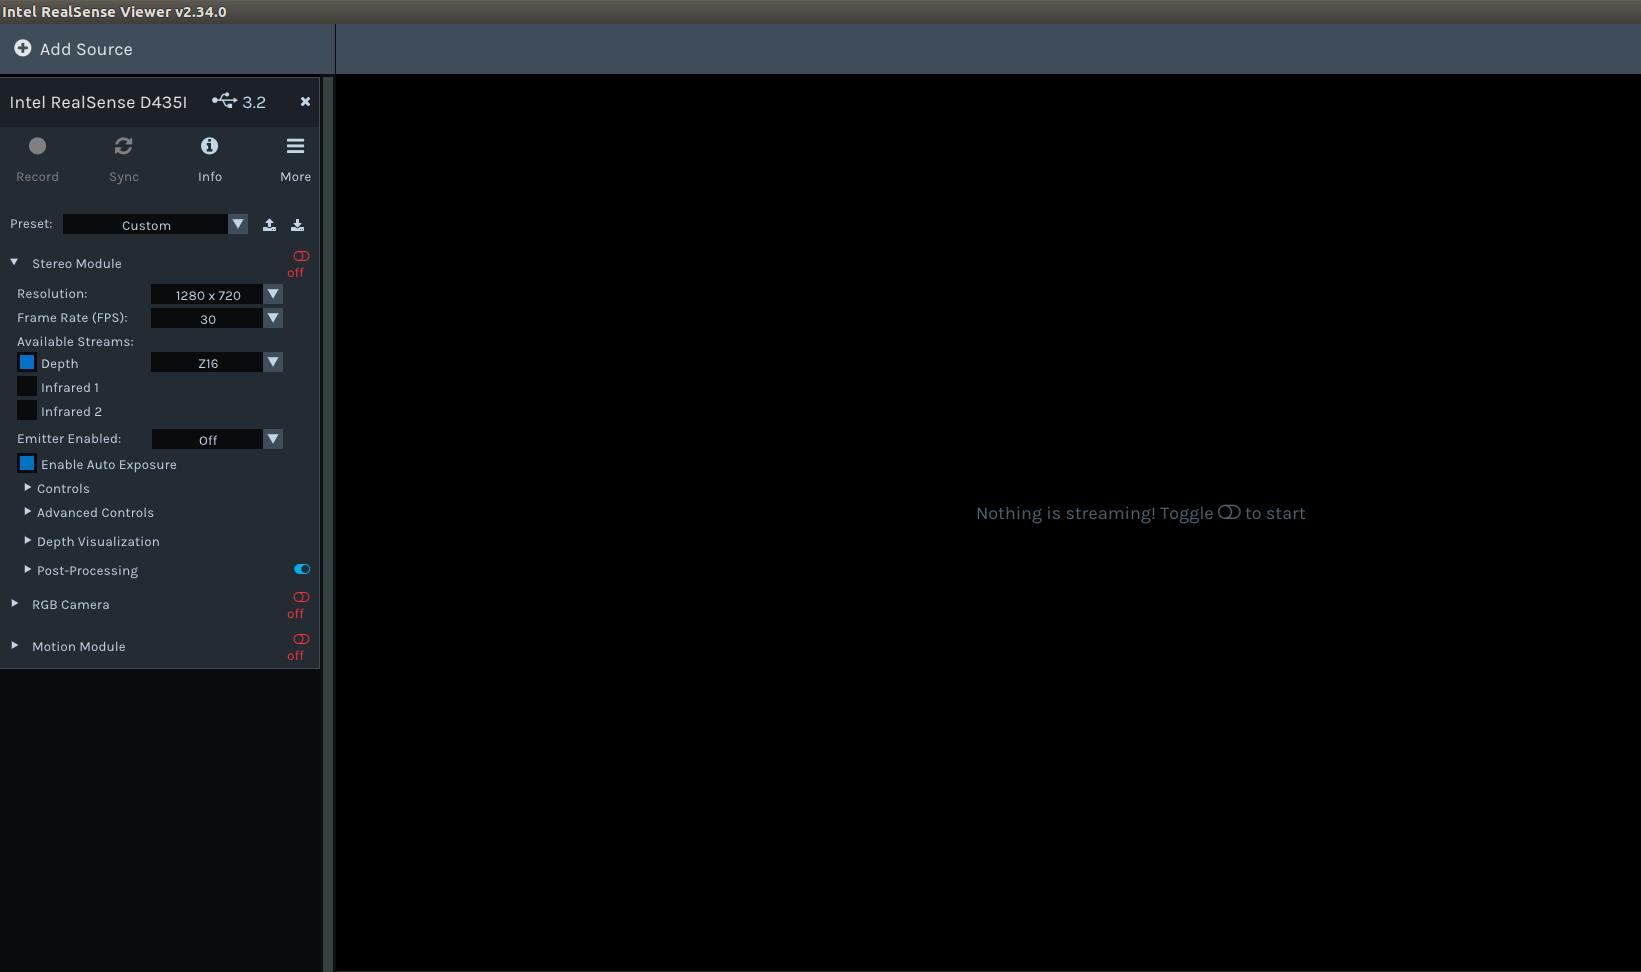 Intel RealSense Viewer v2.34.0
Add Source
Intel RealSense D435I 3.2
Record Sync Info More
Preset: Custom
Stereo Module off
Resolution: 1280 x 720
Frame Rate (FPS): 30
Available Streams:
Depth Z16
Infrared 1
Infrared 2
Emitter Enabled: Off
Enable Auto Exposure
Controls
Advanced Controls
Depth Visualization
Post-Processing
RGB Camera off
Motion Module off
Nothing is streaming! Toggle to start